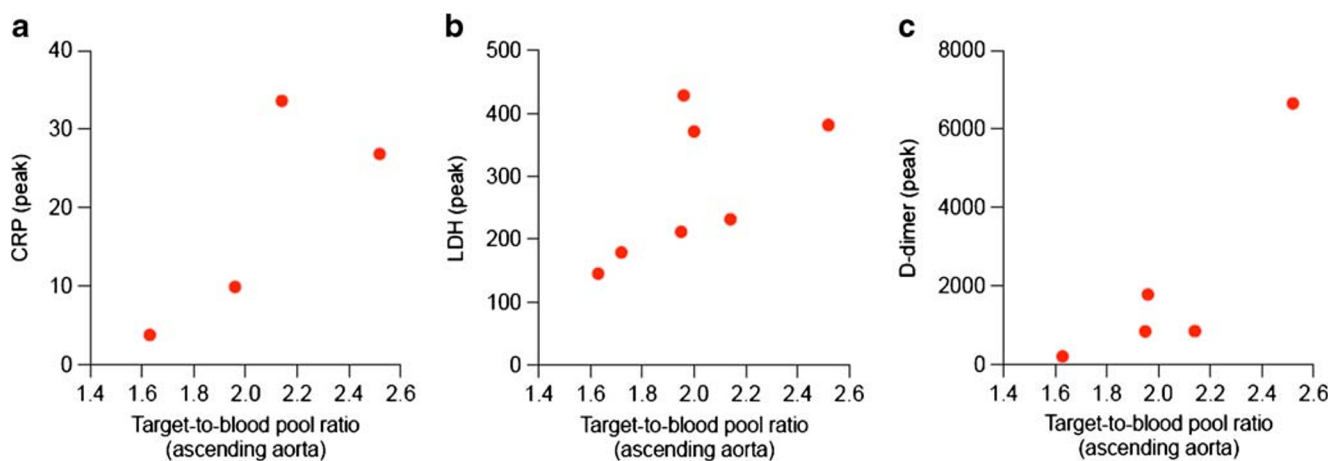 a
40
30
20
10
0
CRP (peak)
1.4 1.6 1.8 2.0 2.2 2.4 2.6
Target-to-blood pool ratio
(ascending aorta)
b
500
400
300
200
100
0
LDH (peak)
1.4 1.6 1.8 2.0 2.2 2.4 2.6
Target-to-blood pool ratio
(ascending aorta)
c
8000
6000
4000
2000
0
D-dimer (peak)
1.4 1.6 1.8 2.0 2.2 2.4 2.6
Target-to-blood pool ratio
(ascending aorta)